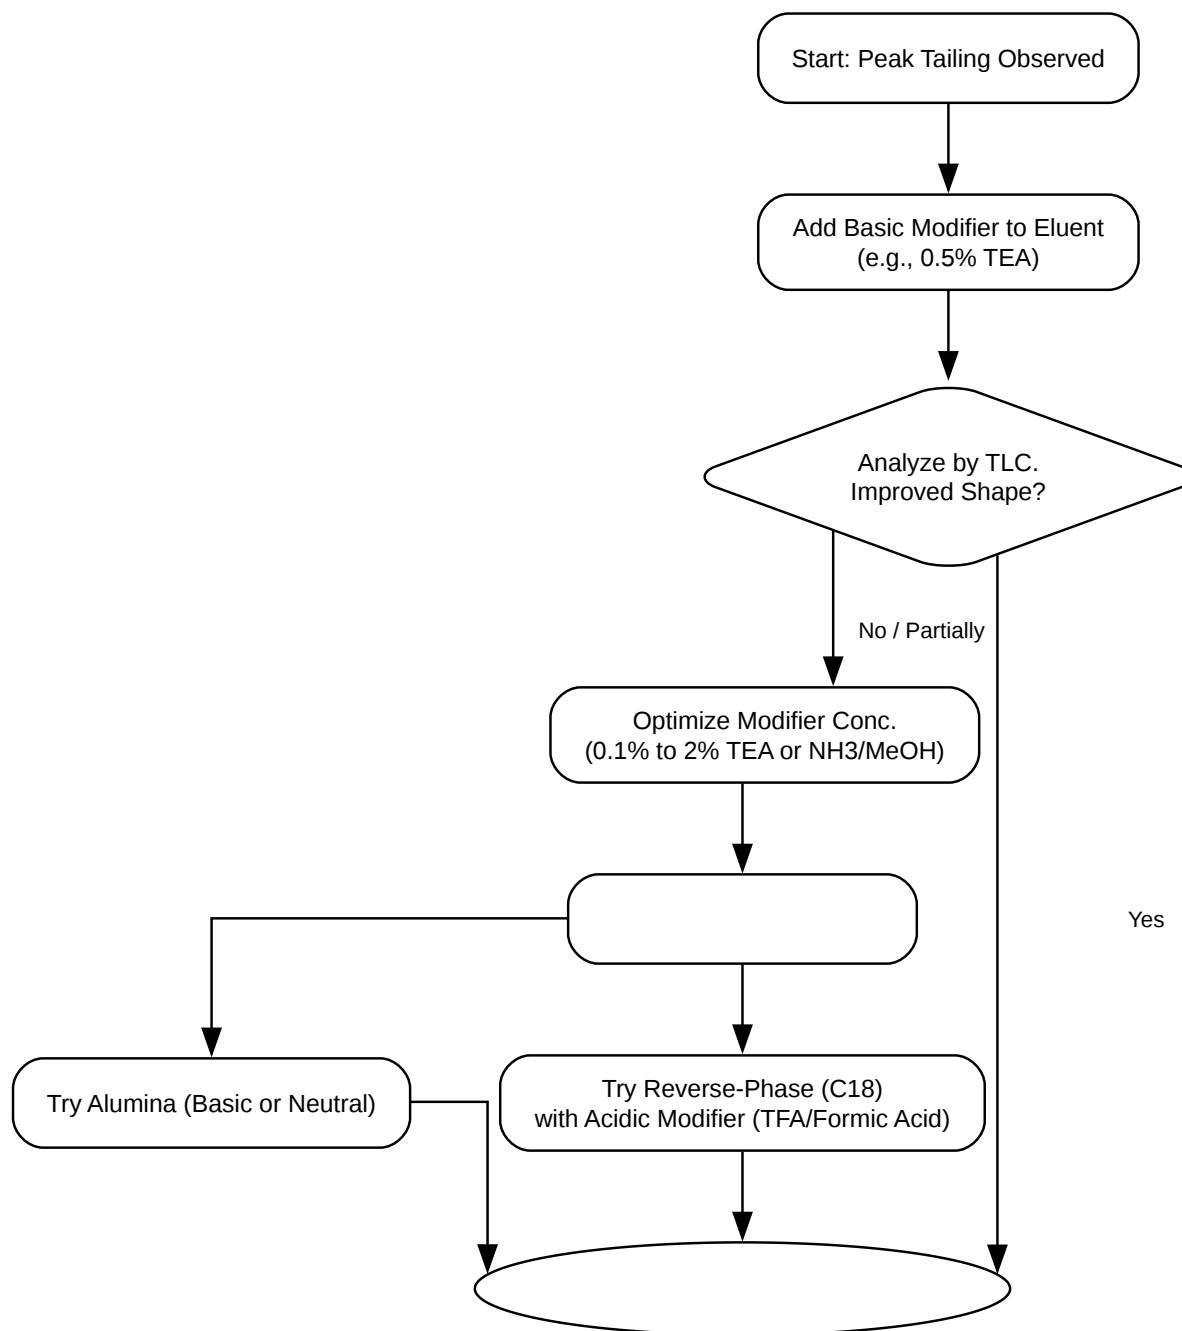 Start: Peak Tailing Observed
Add Basic Modifier to Eluent
(e.g., 0.5% TEA)
Analyze by TLC.
Improved Shape?
No / Partially
Optimize Modifier Conc.
(0.1% to 2% TEA or NH3/MeOH)
Yes
Try Alumina (Basic or Neutral)
Try Reverse-Phase (C18)
with Acidic Modifier (TFA/Formic Acid)